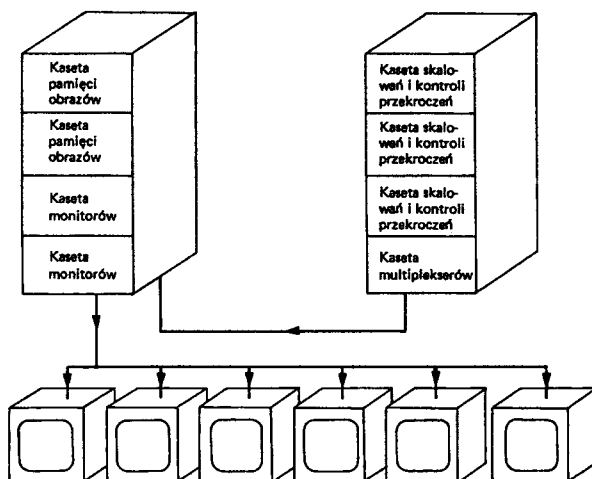 Kaseta
pamięci
obrazów
Kaseta
pamięci
obrazów
Kaseta
monitorów
Kaseta
monitorów
Kaseta skalo-
wań i kontroli
przekroczeń
Kaseta skalo-
wań i kontroli
przekroczeń
Kaseta skalo-
wań i kontroli
przekroczeń
Kaseta
multiplekserów